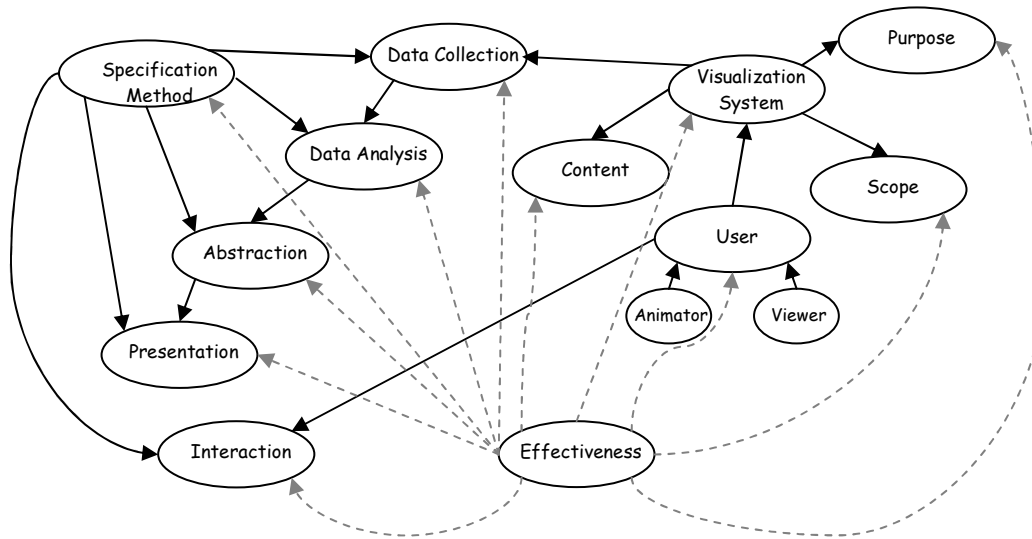 Purpose
Data Collection
Specification
Method
Visualization
System
Data Analysis
Content
Scope
User
Abstraction
Animator
Viewer
Presentation
Interaction
Effectiveness